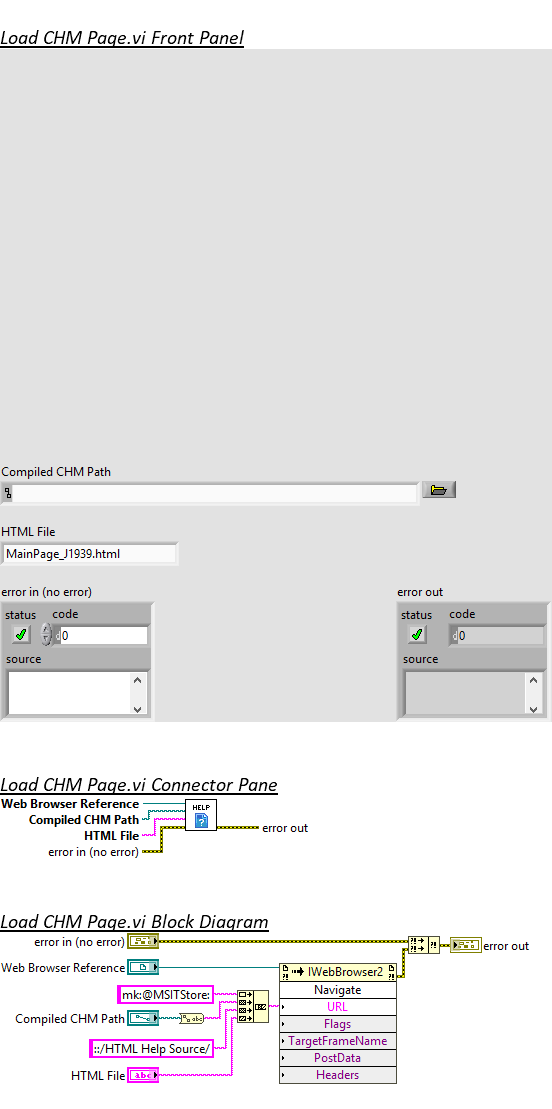 Load CHM Page.vi Front Panel
Compiled CHM Path
HTML File
MainPage_J1939.html
error in (no error)
error out
status code
d 0
source
status code
d 0
source
Load CHM Page.vi Connector Pane
Web Browser Reference
Compiled CHM Path
HTML File
error in (no error)
HELP
?
error out
Load CHM Page.vi Block Diagram
error in (no error)
?!
?!
?!
error out
Web Browser Reference
?!
IWebBrowser2
?!
Navigate
mk:@MSITStore:
URL
Compiled CHM Path
abc
Flags
TargetFrameName
::/HTML Help Source/
PostData
HTML File
abc
Headers